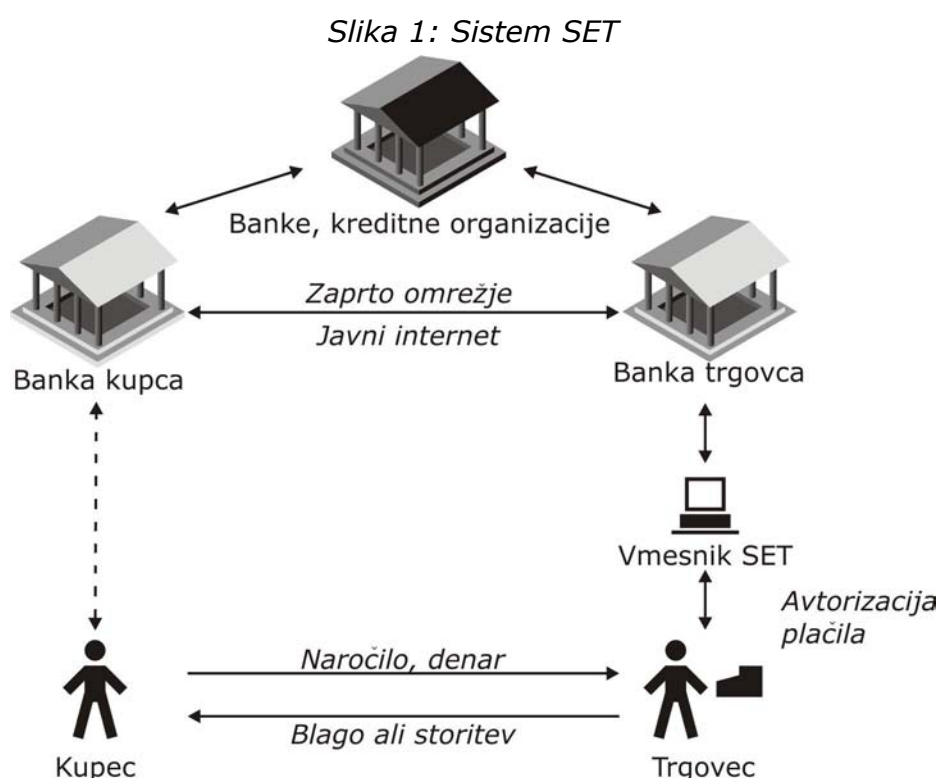 Slika 1: Sistem SET
Banke, kreditne organizacije
Zaprto omrežje
Javni internet
Banka kupca
Banka trgovca
Vmesnik SET
Avtorizacija
plačila
Naročilo, denar
Blago ali storitev
Kupec
Trgovec